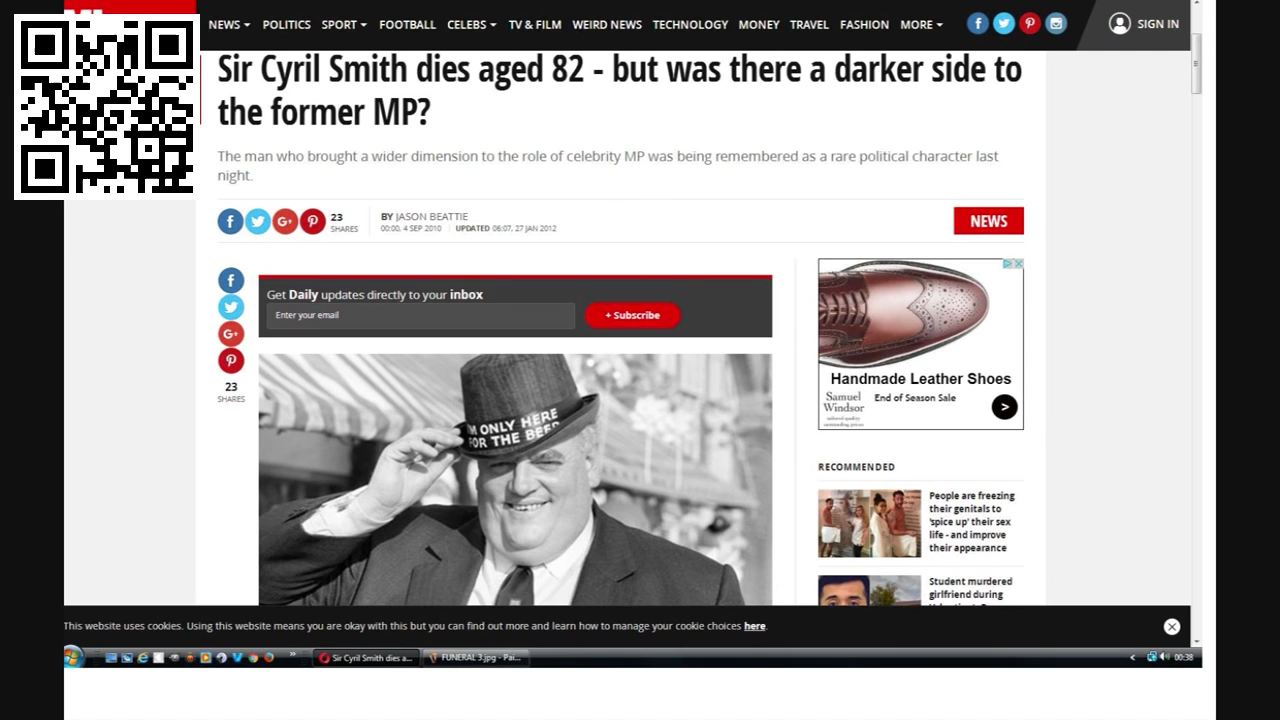 NEWS POLITICS SPORT FOOTBALL CELEBS TV & FILM WEIRD NEWS TECHNOLOGY MONEY TRAVEL FASHION MORE SIGN IN
Sir Cyril Smith dies aged 82 - but was there a darker side to
the former MP?
The man who brought a wider dimension to the role of celebrity MP was being remembered as a rare political character last
night.
23
SHARES
BY JASON BEATTIE
00:00, 4 SEP 2010 UPDATED 06:07, 27 JAN 2012
NEWS
Get Daily updates directly to your inbox
Enter your email
+ Subscribe
23
SHARES
I'M ONLY HERE
FOR THE BEER
Handmade Leather Shoes
Samuel
Windsor
End of Season Sale
RECOMMENDED
People are freezing
their genitals to
'spice up' their sex
life - and improve
their appearance
Student murdered
girlfriend during
This website uses cookies. Using this website means you are okay with this but you can find out more and learn how to manage your cookie choices here.
Sir Cyril Smith dies a...
FUNERAL 3.jpg - Pai...
00:38